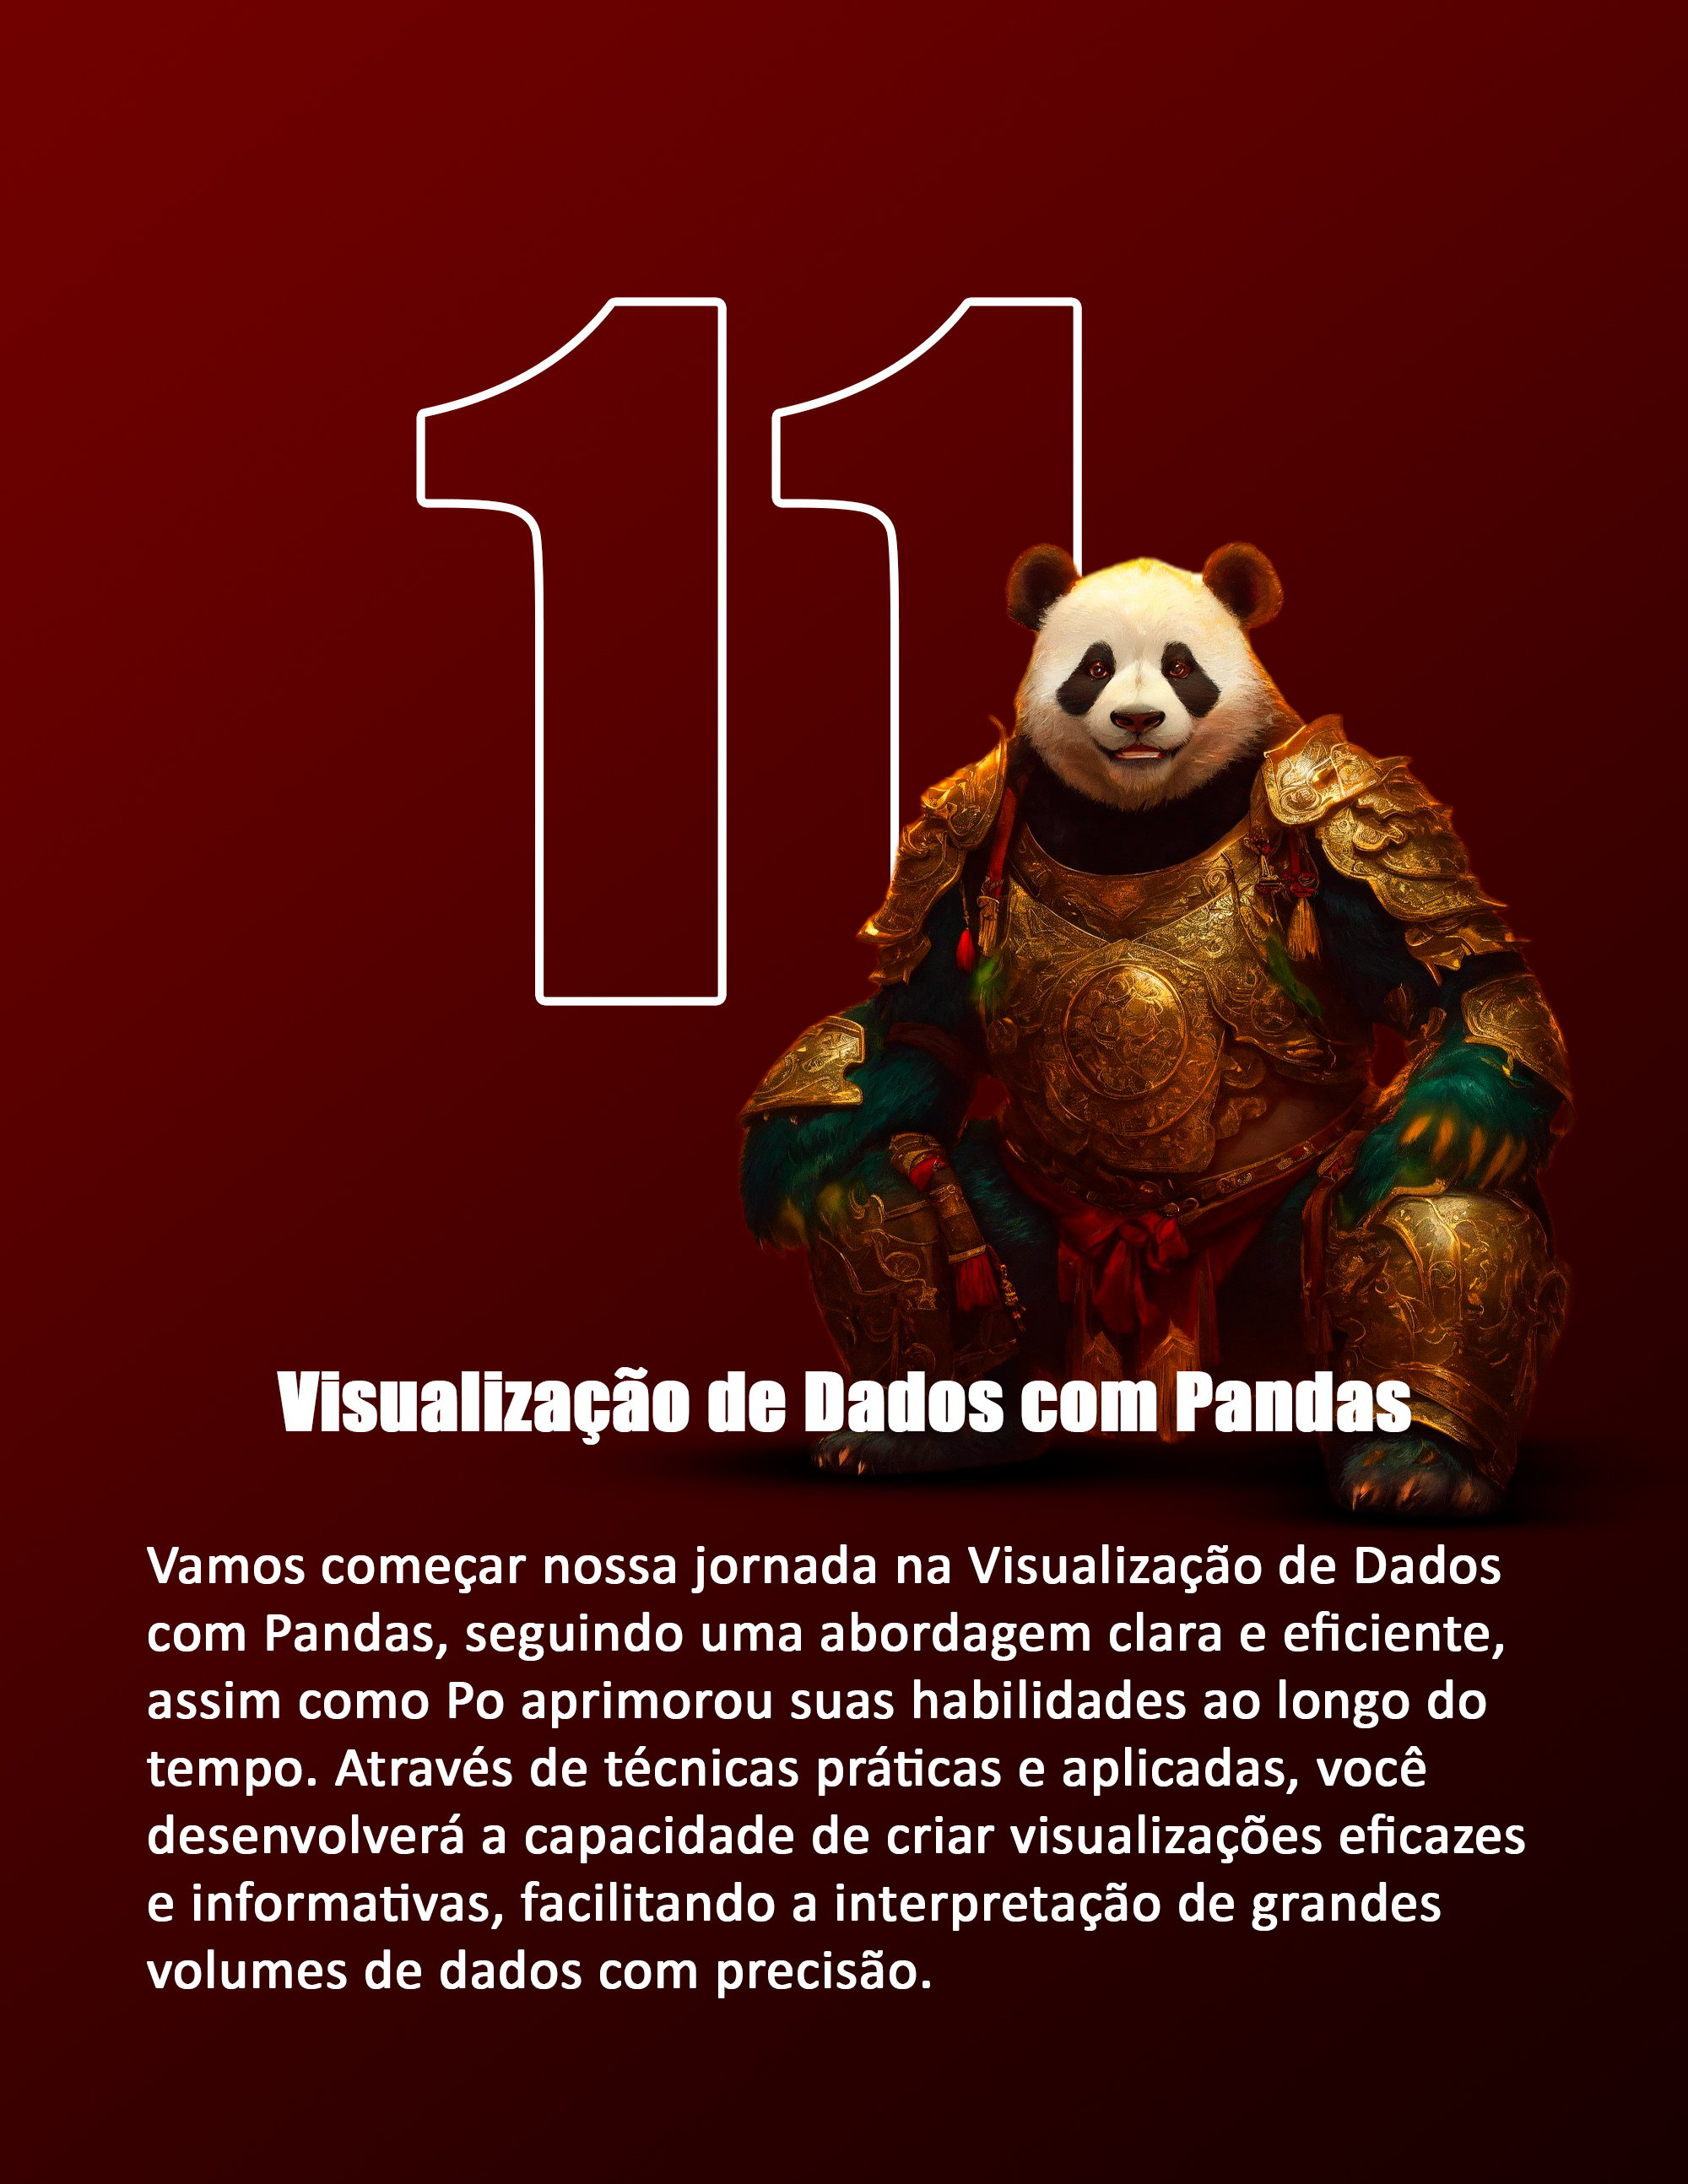 11
Visualização de Dados com Pandas
Vamos começar nossa jornada na Visualização de Dados
com Pandas, seguindo uma abordagem clara e eficiente,
assim como Po aprimorou suas habilidades ao longo do
tempo. Através de técnicas práticas e aplicadas, você
desenvolverá a capacidade de criar visualizações eficazes
e informativas, facilitando a interpretação de grandes
volumes de dados com precisão.